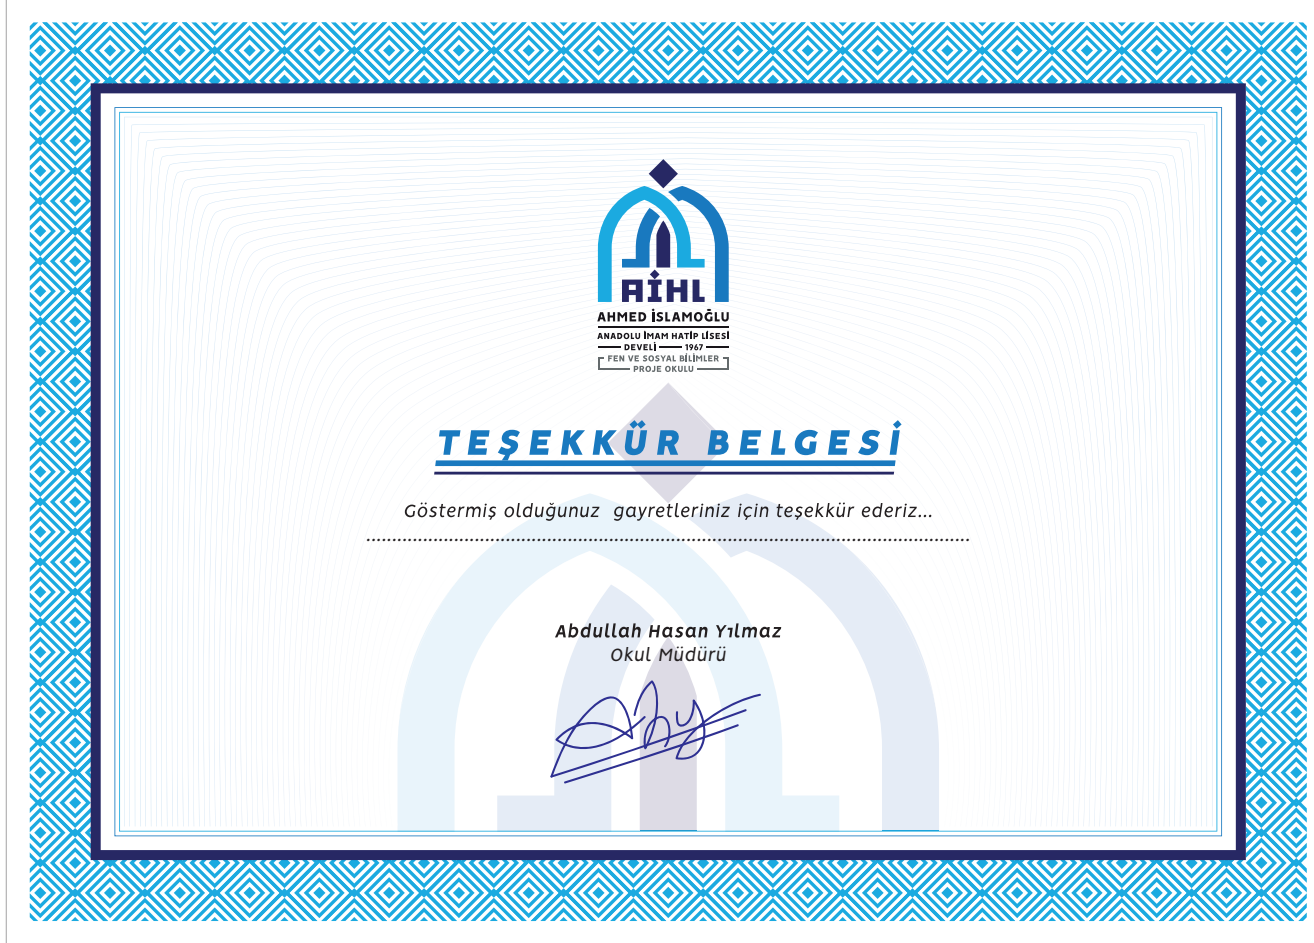 AİHL
AHMED İSLAMOĞLU
ANADOLU İMAM HATİP LİSESİ
DEVELİ 1967
FEN VE SOSYAL BİLİMLER
PROJE OKULU
TEŞEKKÜR BELGESİ
Göstermiş olduğunuz gayretleriniz için teşekkür ederiz...
Abdullah Hasan Yılmaz
Okul Müdürü